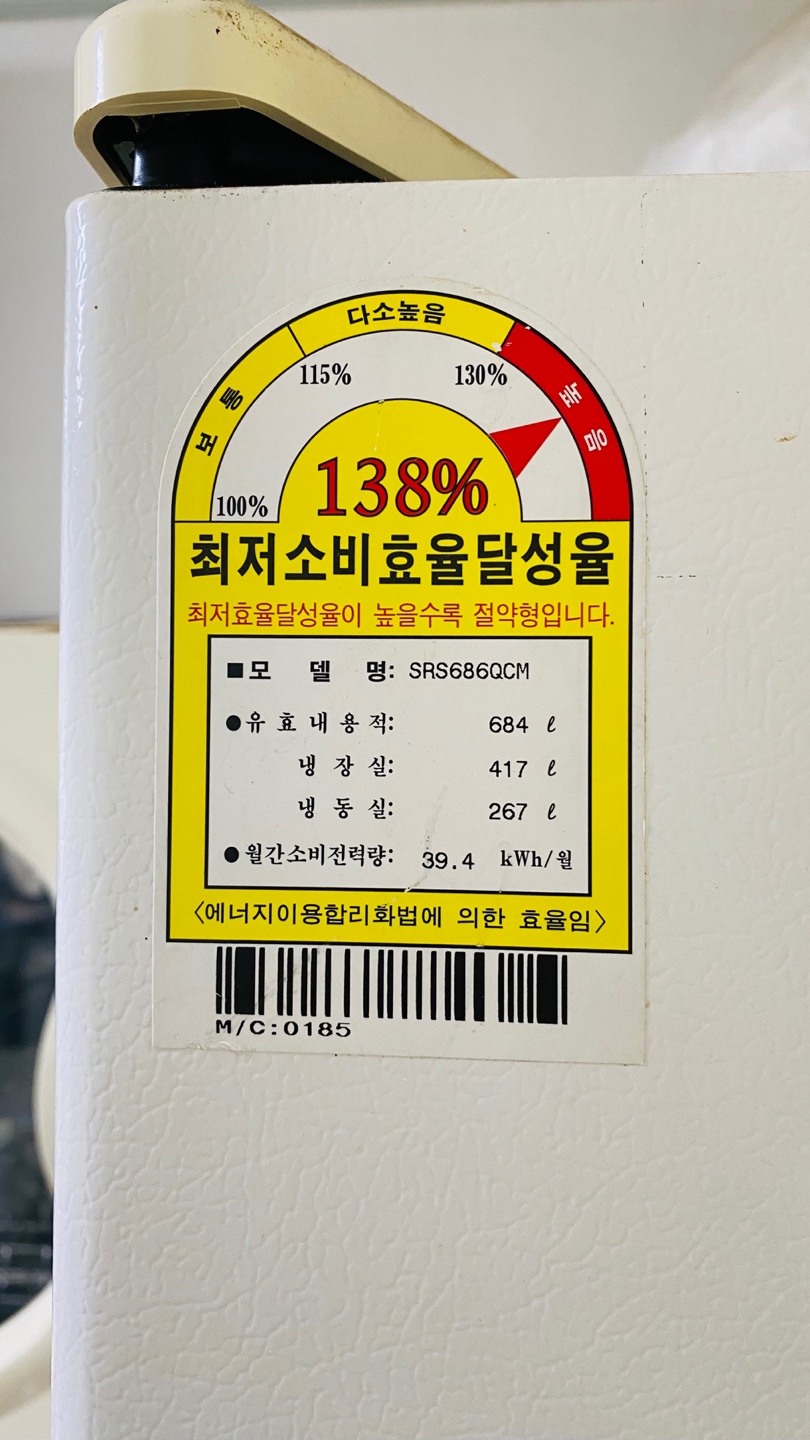 다소높음
보통
높음
115%
130%
100%
138%
최저소비효율달성율
최저효율달성율이 높을수록 절약형입니다.
■모 델 명: SRS686QCM
●유효내용적: 684 ℓ
냉장실: 417 ℓ
냉동실: 267 ℓ
●월간소비전력량: 39.4 kWh/월
〈에너지이용합리화법에 의한 효율임〉
M/C:0185